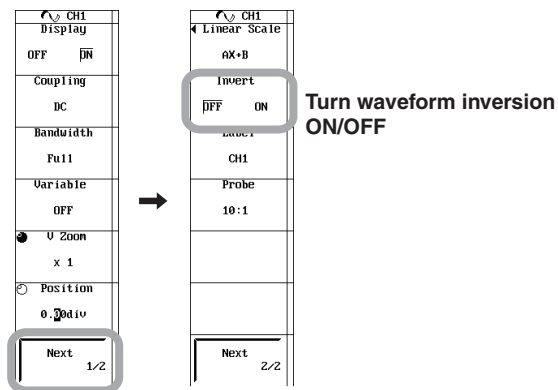 CH1
Display
OFF ON
Coupling
DC
Bandwidth
Full
Variable
OFF
V Zoom
x 1
Position
0.00div
Next
1/2
CH1
Linear Scale
AX+B
Invert
OFF ON
Label
CH1
Probe
10:1
Next
2/2
Turn waveform inversion
ON/OFF